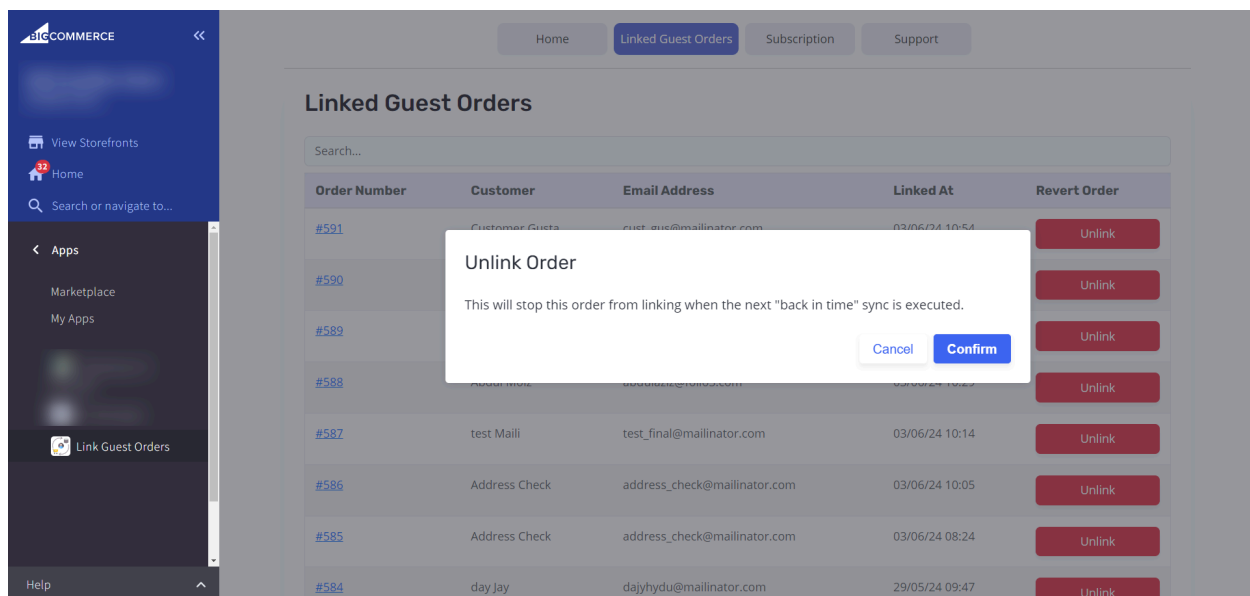 BIGCOMMERCE
View Storefronts
32
Home
Search or navigate to...
Apps
Marketplace
My Apps
Link Guest Orders
Help
Home Linked Guest Orders Subscription Support
Linked Guest Orders
Search...
Order Number Customer Email Address Linked At Revert Order
#591 Customer Gusta cust_gus@mailinator.com 03/06/24 10:54 Unlink
#590 Unlink
#589 Unlink
Unlink Order
This will stop this order from linking when the next "back in time" sync is executed.
Cancel Confirm
#588 Unlink
#587 test Maili test_final@mailinator.com 03/06/24 10:14 Unlink
#586 Address Check address_check@mailinator.com 03/06/24 10:05 Unlink
#585 Address Check address_check@mailinator.com 03/06/24 08:24 Unlink
#584 day Jay dajyhydu@mailinator.com 29/05/24 09:47 Unlink